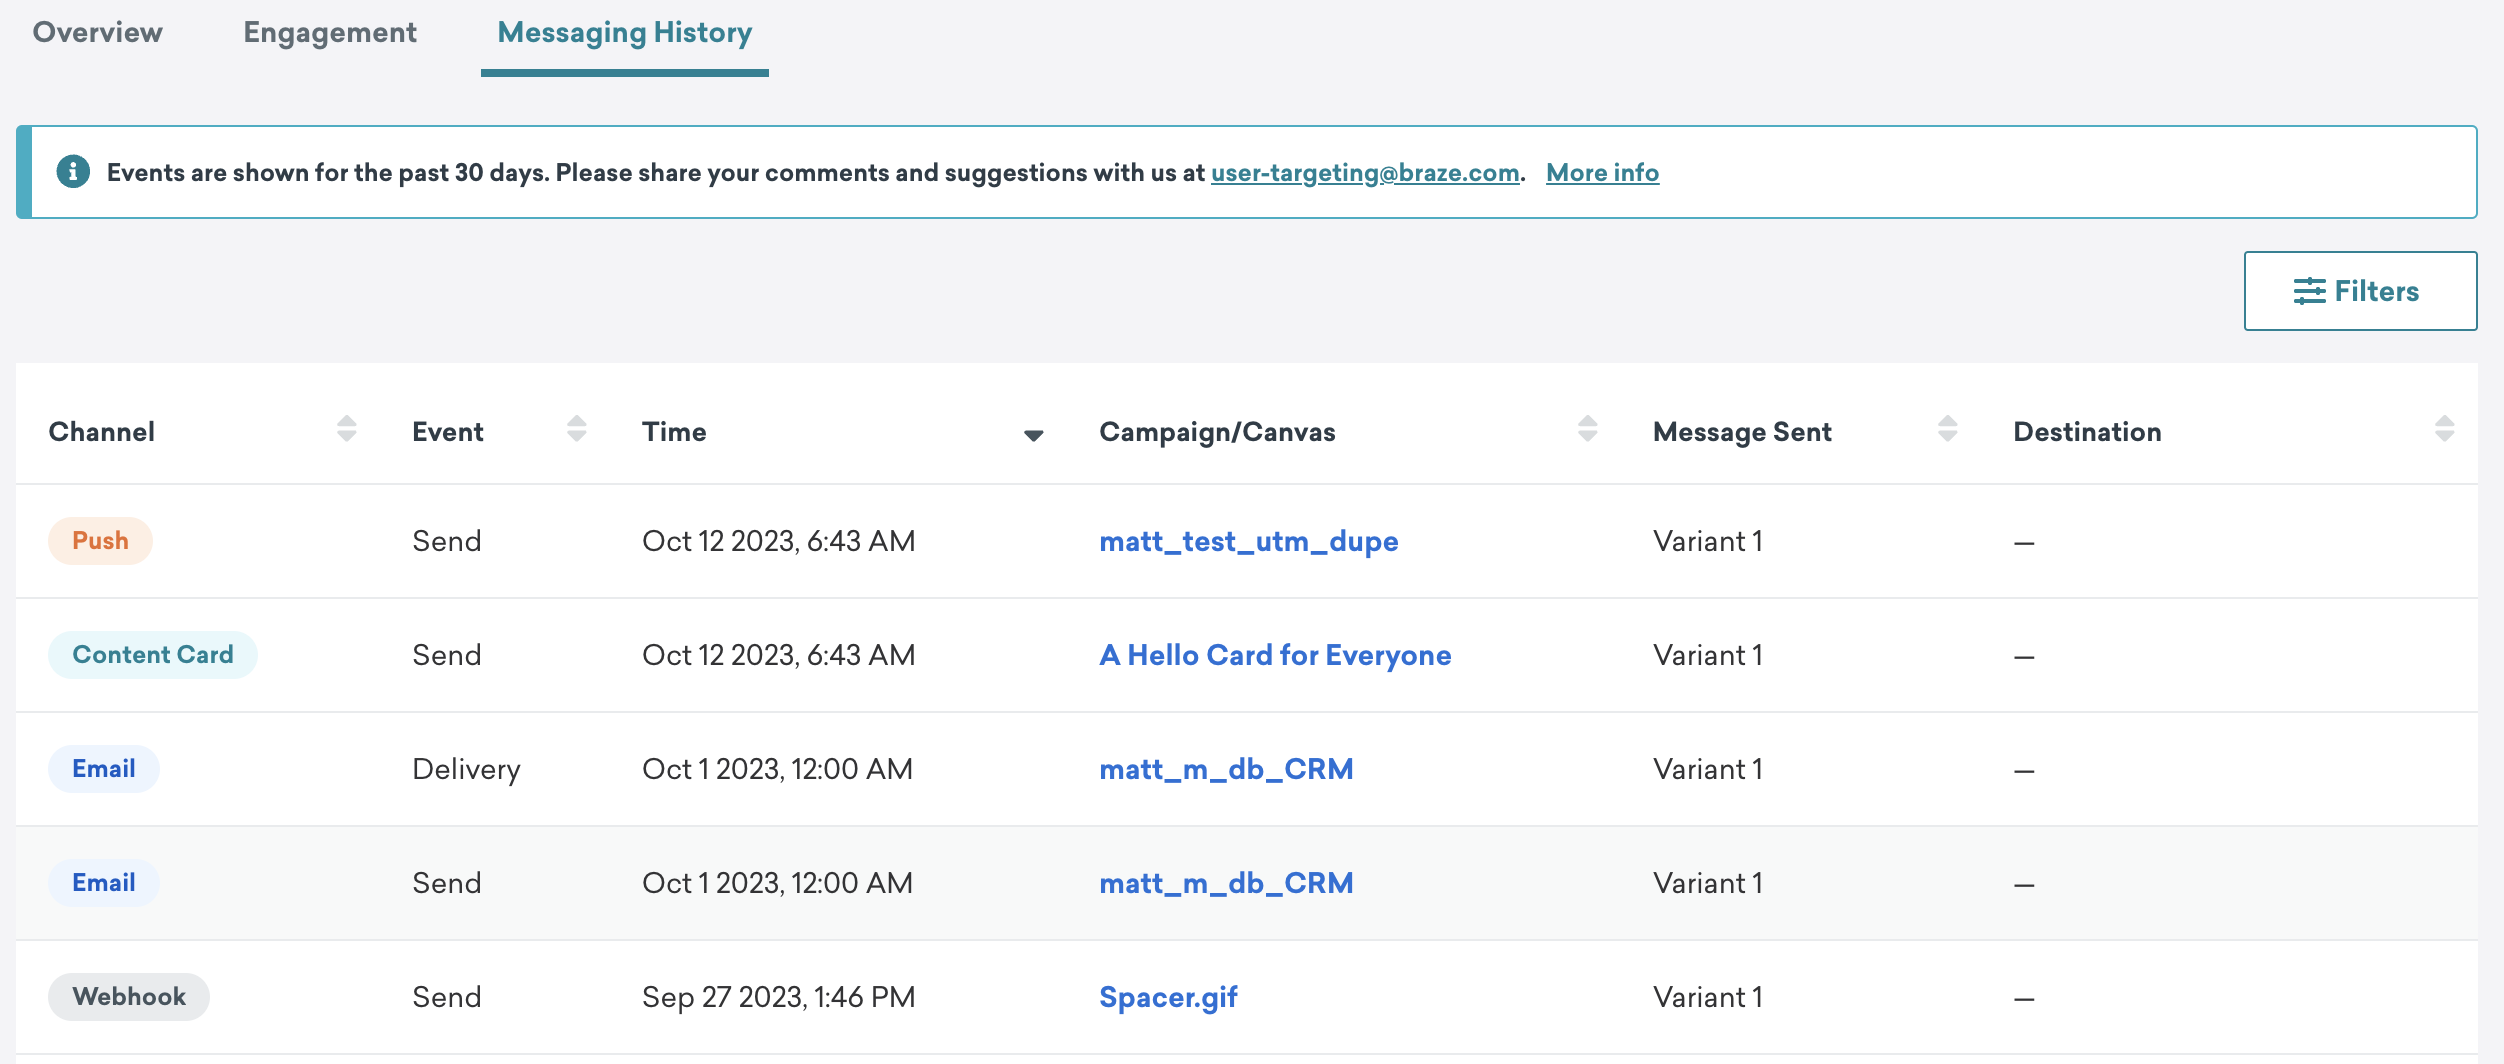 Overview Engagement Messaging History
Events are shown for the past 30 days. Please share your comments and suggestions with us at user-targeting@braze.com. More info
Filters
Channel Event Time Campaign/Canvas Message Sent Destination
Push Send Oct 12 2023, 6:43 AM matt_test_utm_dupe Variant 1 —
Content Card Send Oct 12 2023, 6:43 AM A Hello Card for Everyone Variant 1 —
Email Delivery Oct 1 2023, 12:00 AM matt_m_db_CRM Variant 1 —
Email Send Oct 1 2023, 12:00 AM matt_m_db_CRM Variant 1 —
Webhook Send Sep 27 2023, 1:46 PM Spacer.gif Variant 1 —